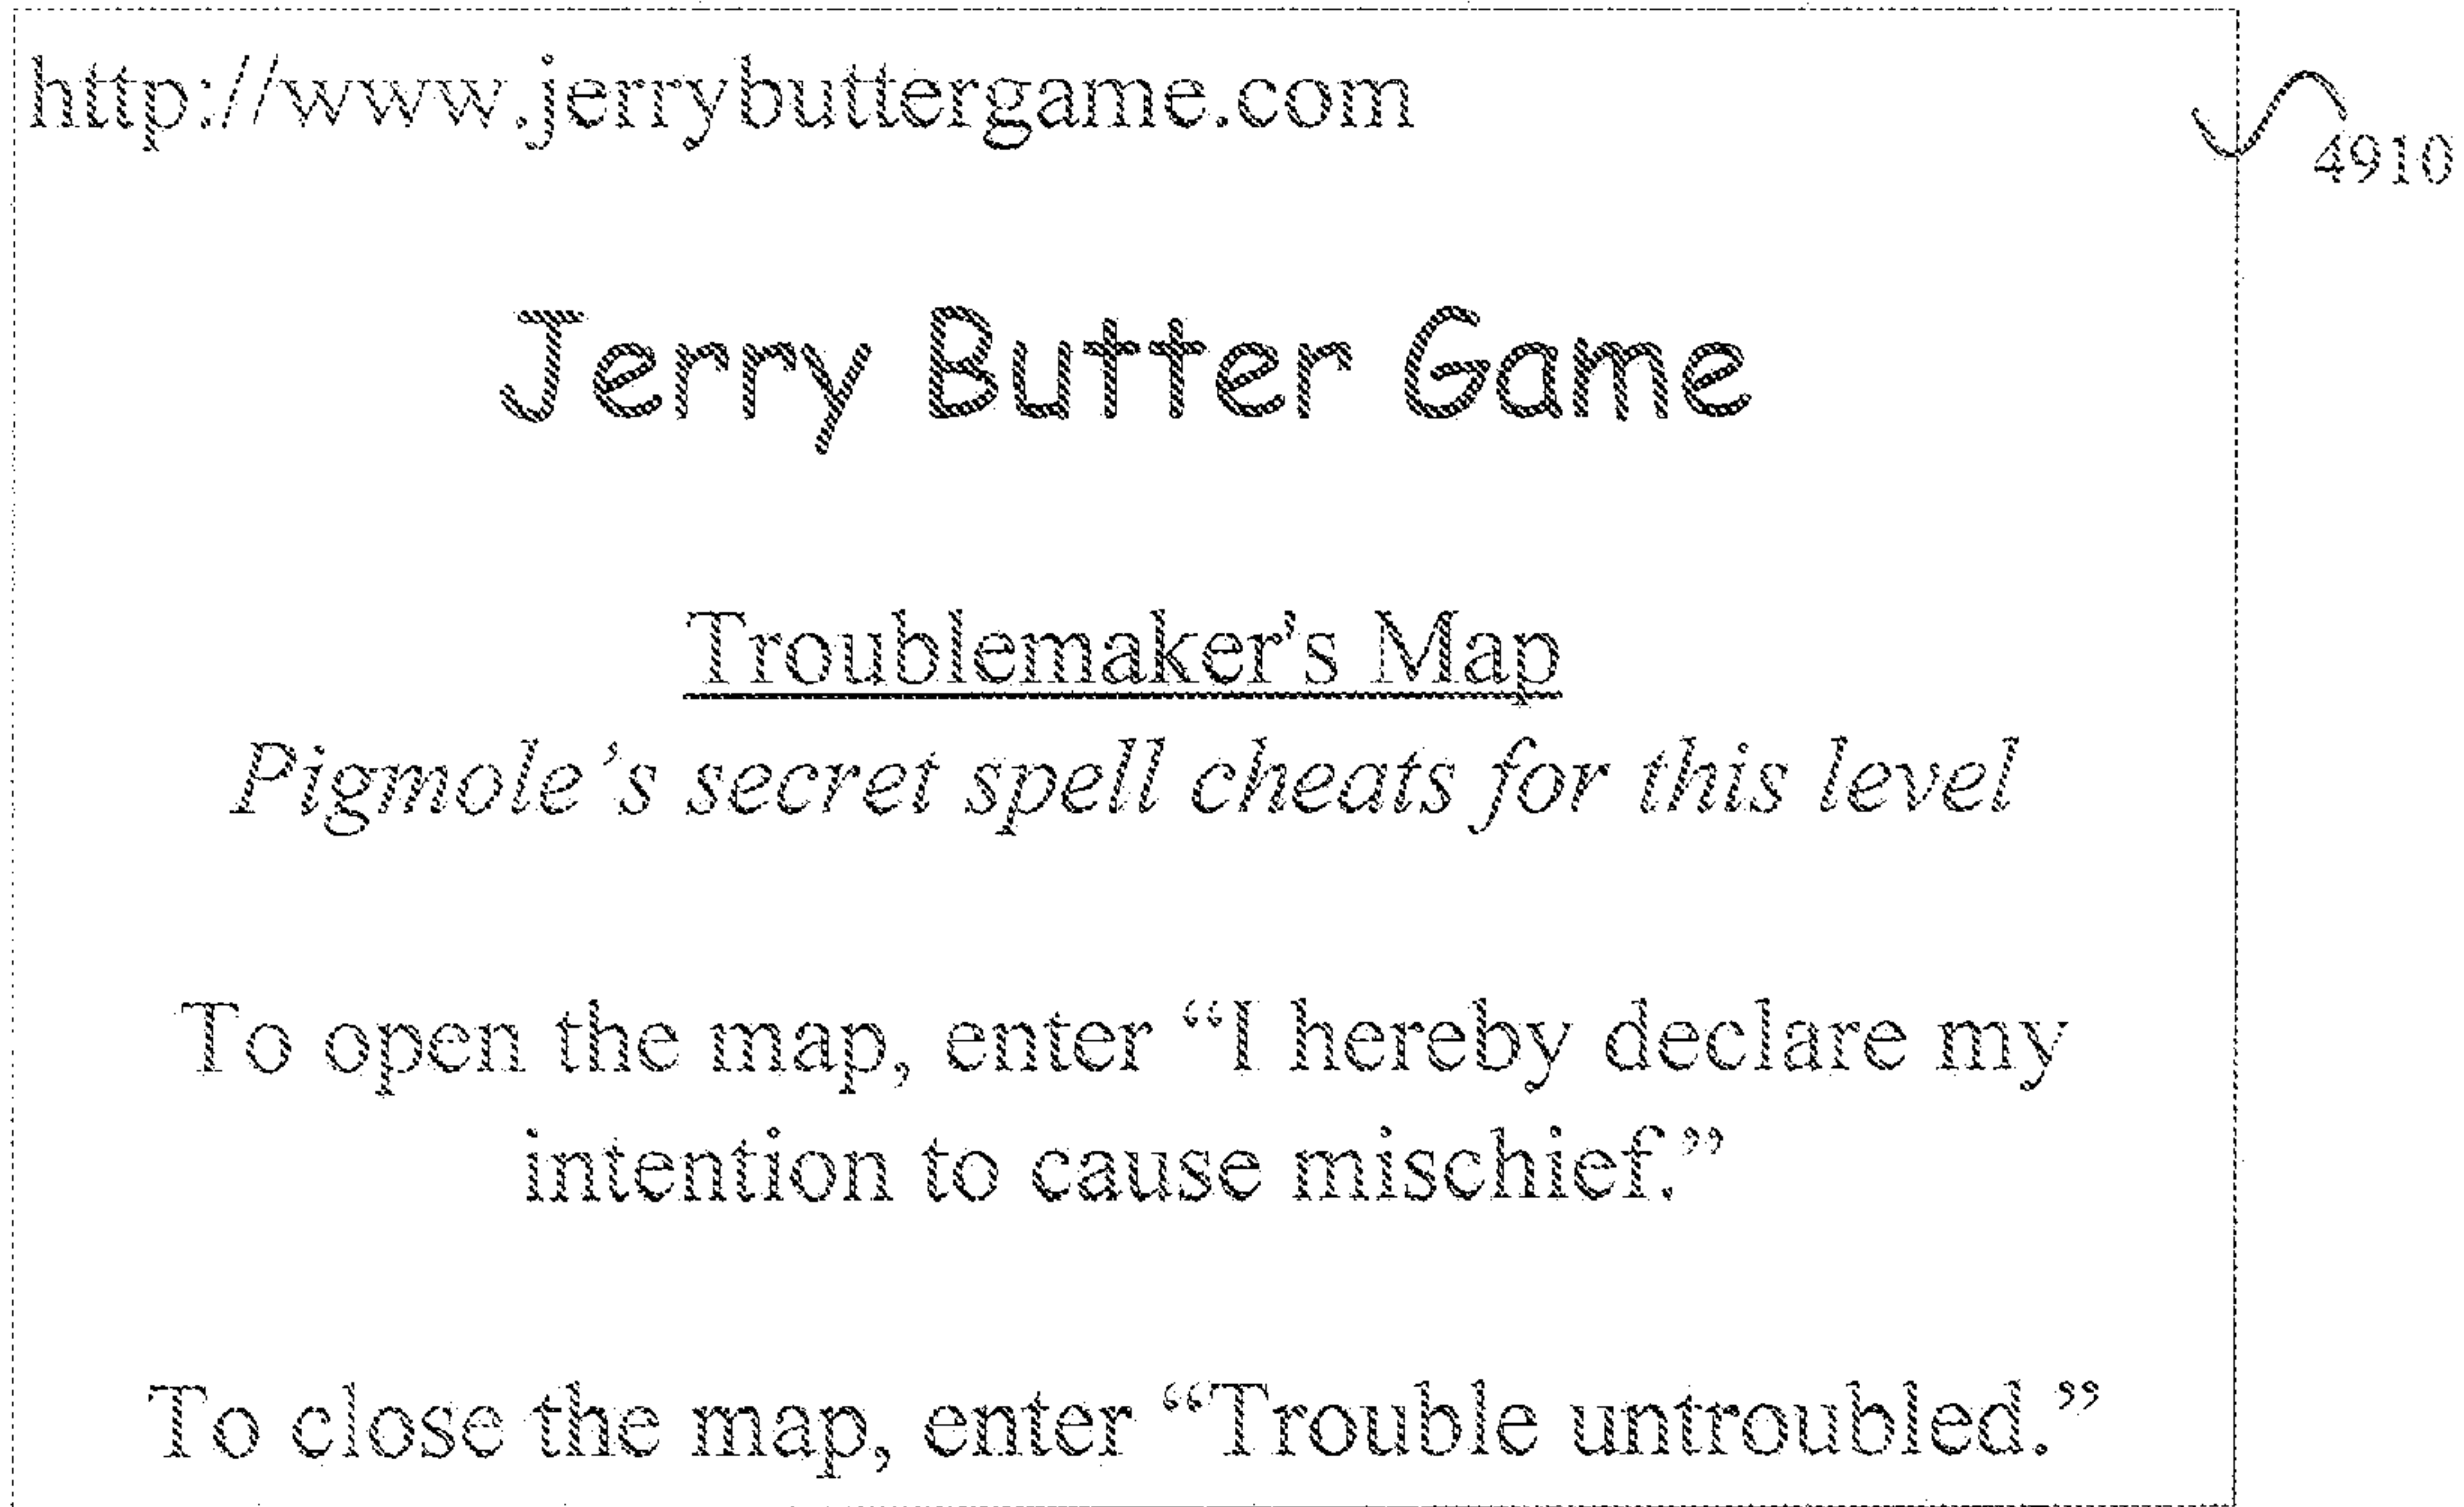 http://www.jerrybuttergame.com
4910
Jerry Butter Game
Troublemaker's Map
Pigmole's secret spell cheats for this level
To open the map, enter “I hereby declare my
intention to cause mischief.”
To close the map, enter “Trouble untroubled.”